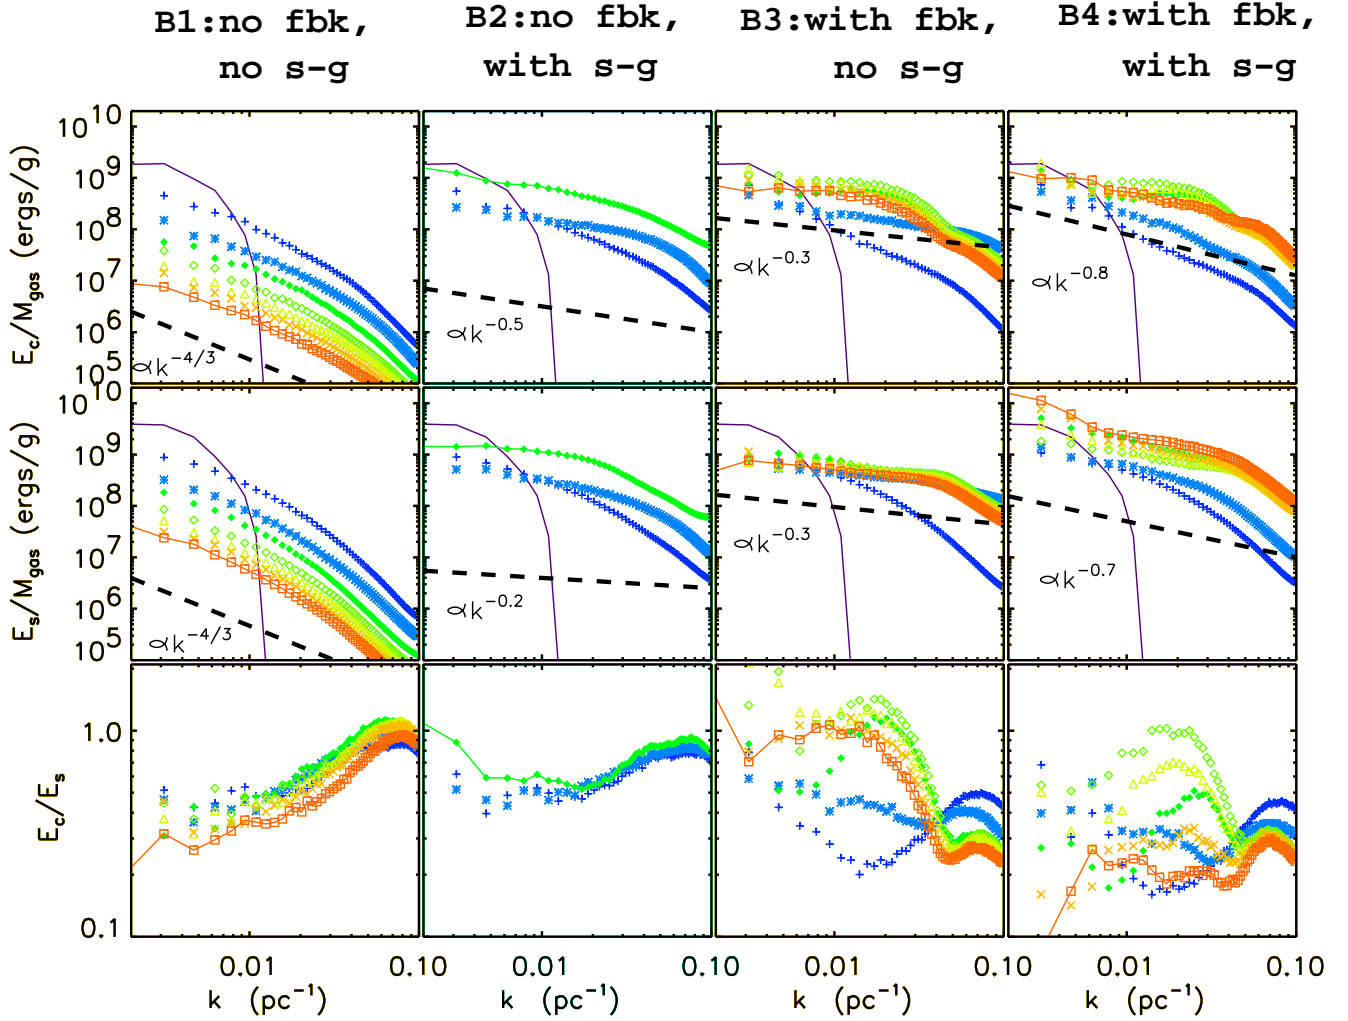 B1:no fbk, B2:no fbk, B3:with fbk, B4:with fbk,
no s-g with s-g no s-g with s-g
E_c/M_gas (ergs/g)
10^10
10^9
10^8
10^7
10^6
10^5
∝k^-4/3
∝k^-0.5
∝k^-0.3
∝k^-0.8
E_s/M_gas (ergs/g)
10^10
10^9
10^8
10^7
10^6
10^5
∝k^-4/3
∝k^-0.2
∝k^-0.3
∝k^-0.7
E_c/E_s
1.0
0.1
0.01 0.10 0.01 0.10 0.01 0.10 0.01 0.10
k (pc^-1) k (pc^-1) k (pc^-1) k (pc^-1)